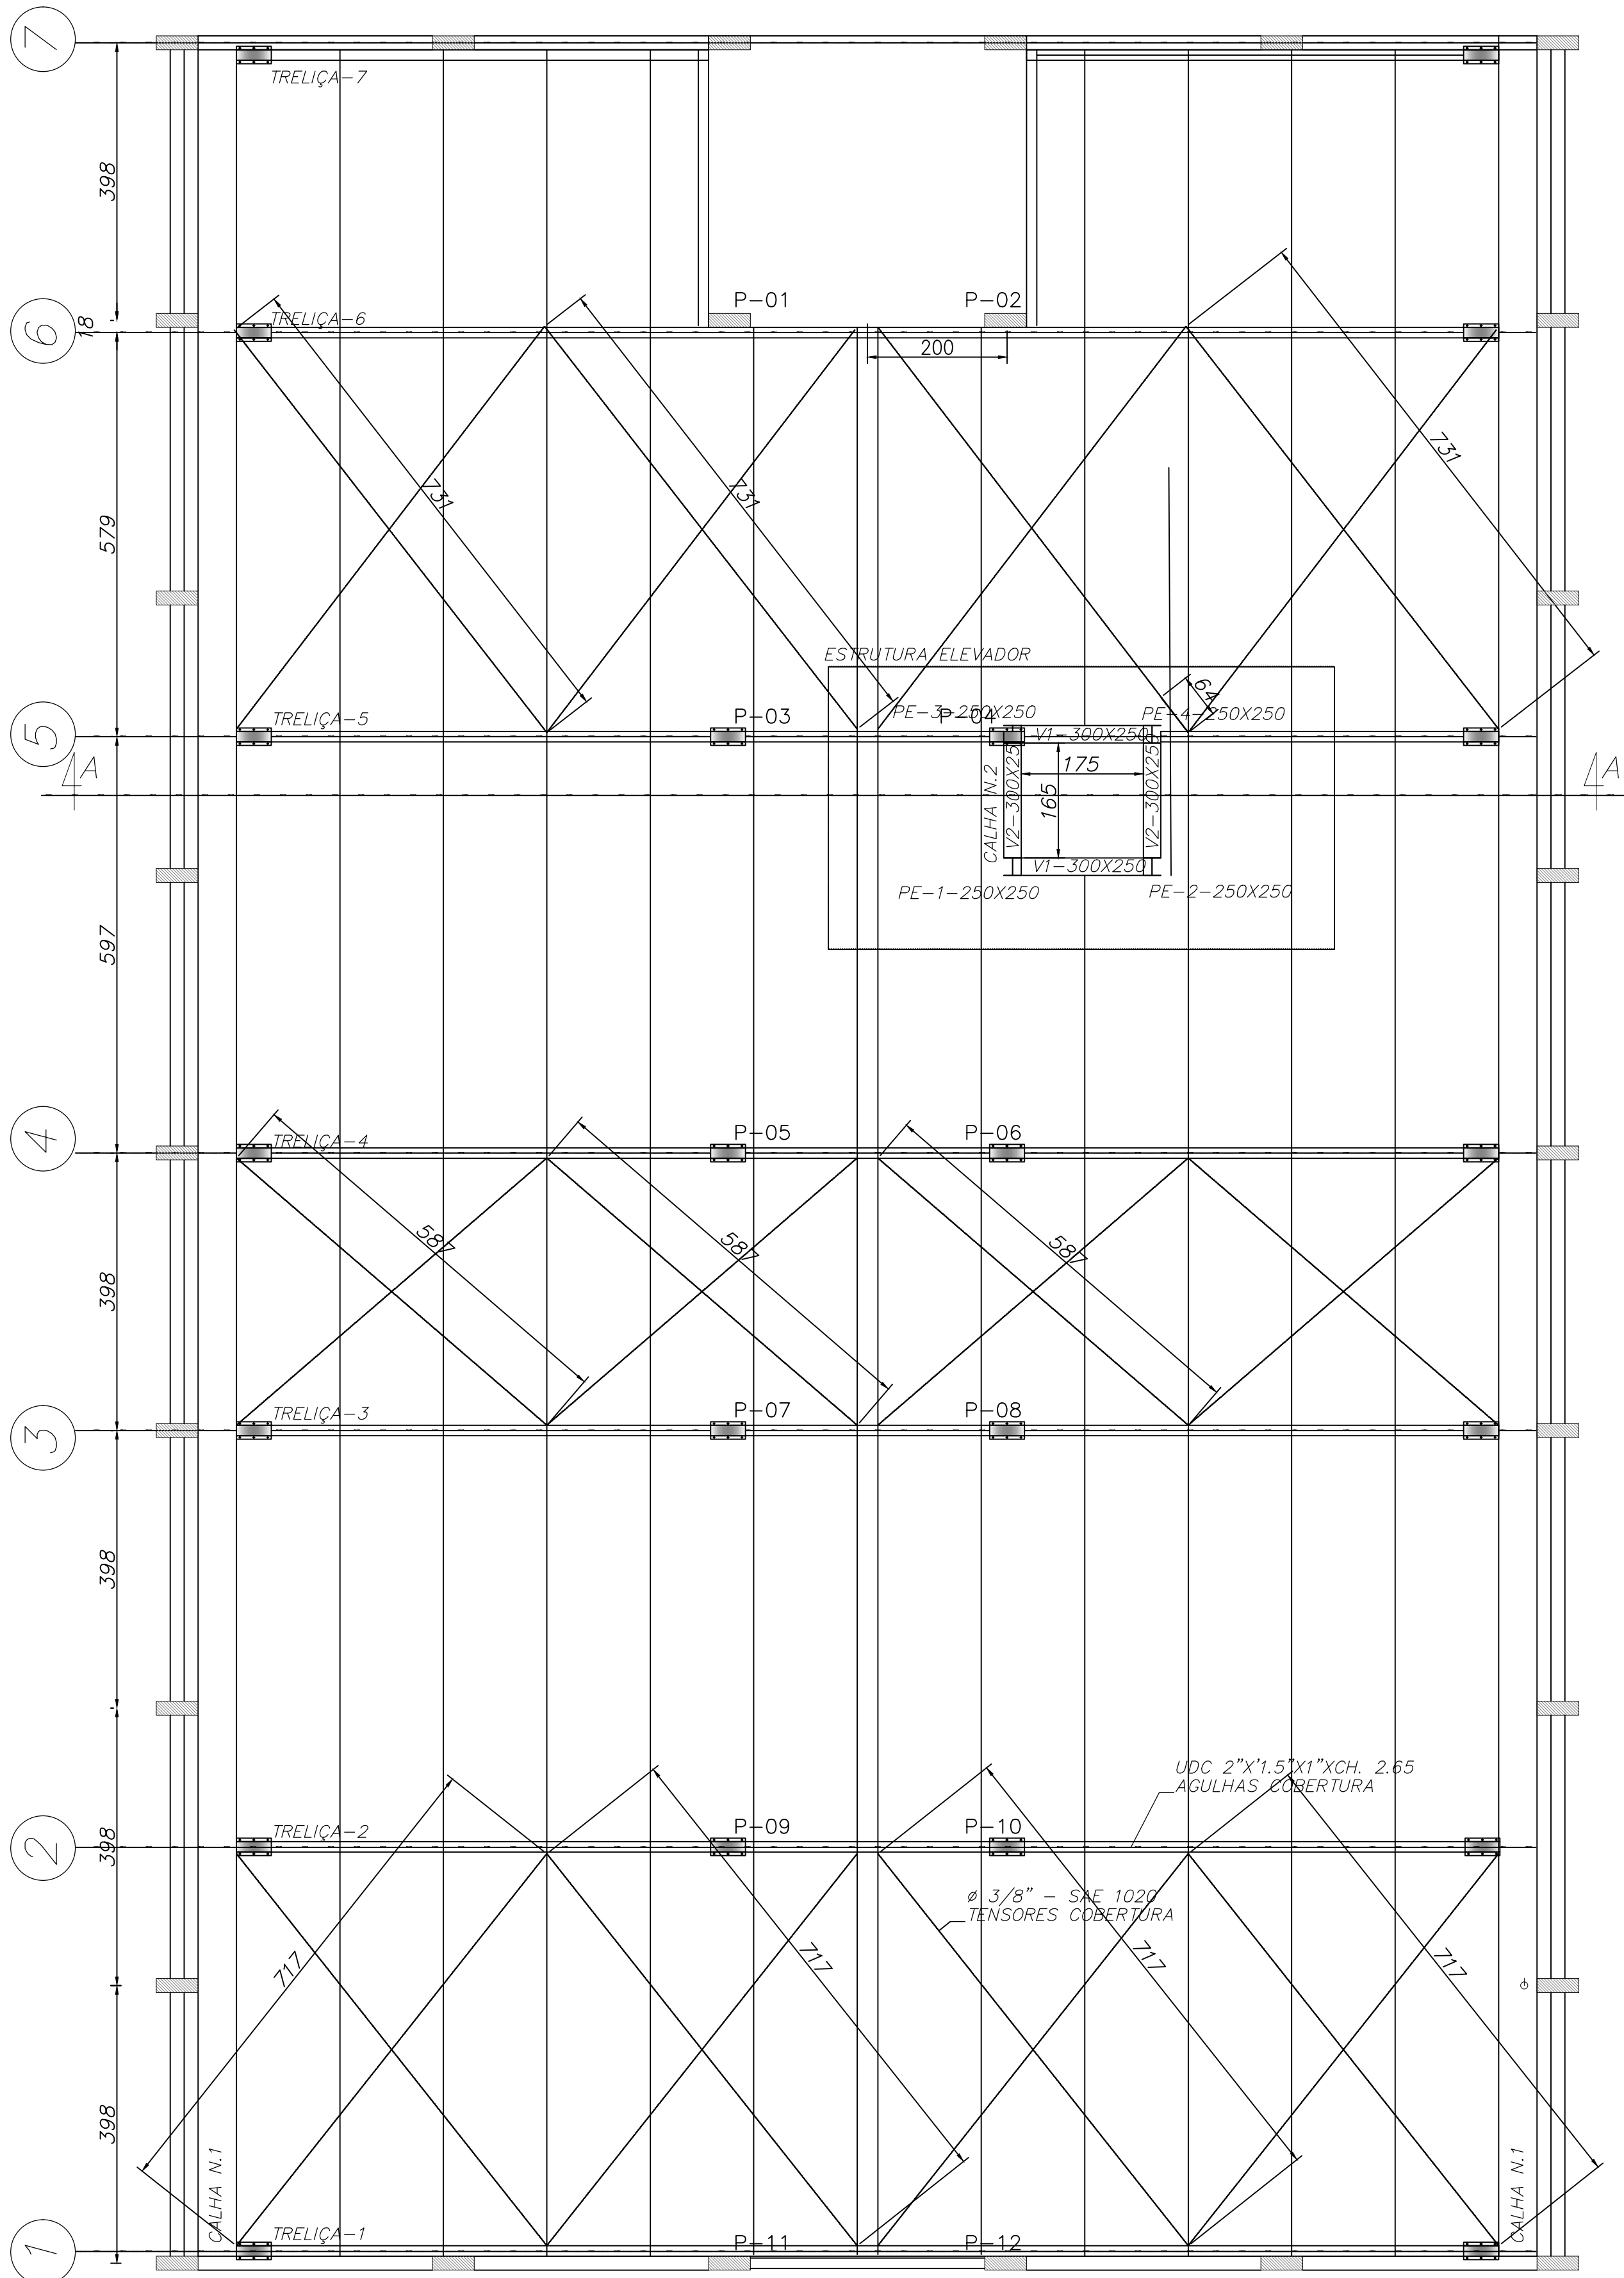 7
TRELIÇA-7
398
P-01
P-02
TRELIÇA-6
6
18
200
731
731
731
579
ESTRUTURA ELEVADOR
64
5
TRELIÇA-5
P-03
PE-3-250X250
P-04
PE-4-250X250
V1-300X250
A
A
175
CALHA N.2
V2-300X250
165
V2-300X250
V1-300X250
PE-1-250X250
PE-2-250X250
597
4
TRELIÇA-4
P-05
P-06
587
587
587
398
3
TRELIÇA-3
P-07
P-08
398
UDC 2"X'1.5"X1"XCH. 2.65
AGULHAS COBERTURA
2
TRELIÇA-2
P-09
P-10
398
ø 3/8" - SAE 1020
TENSORES COBERTURA
717
717
717
717
398
CALHA N.1
CALHA N.1
1
TRELIÇA-1
P-11
P-12